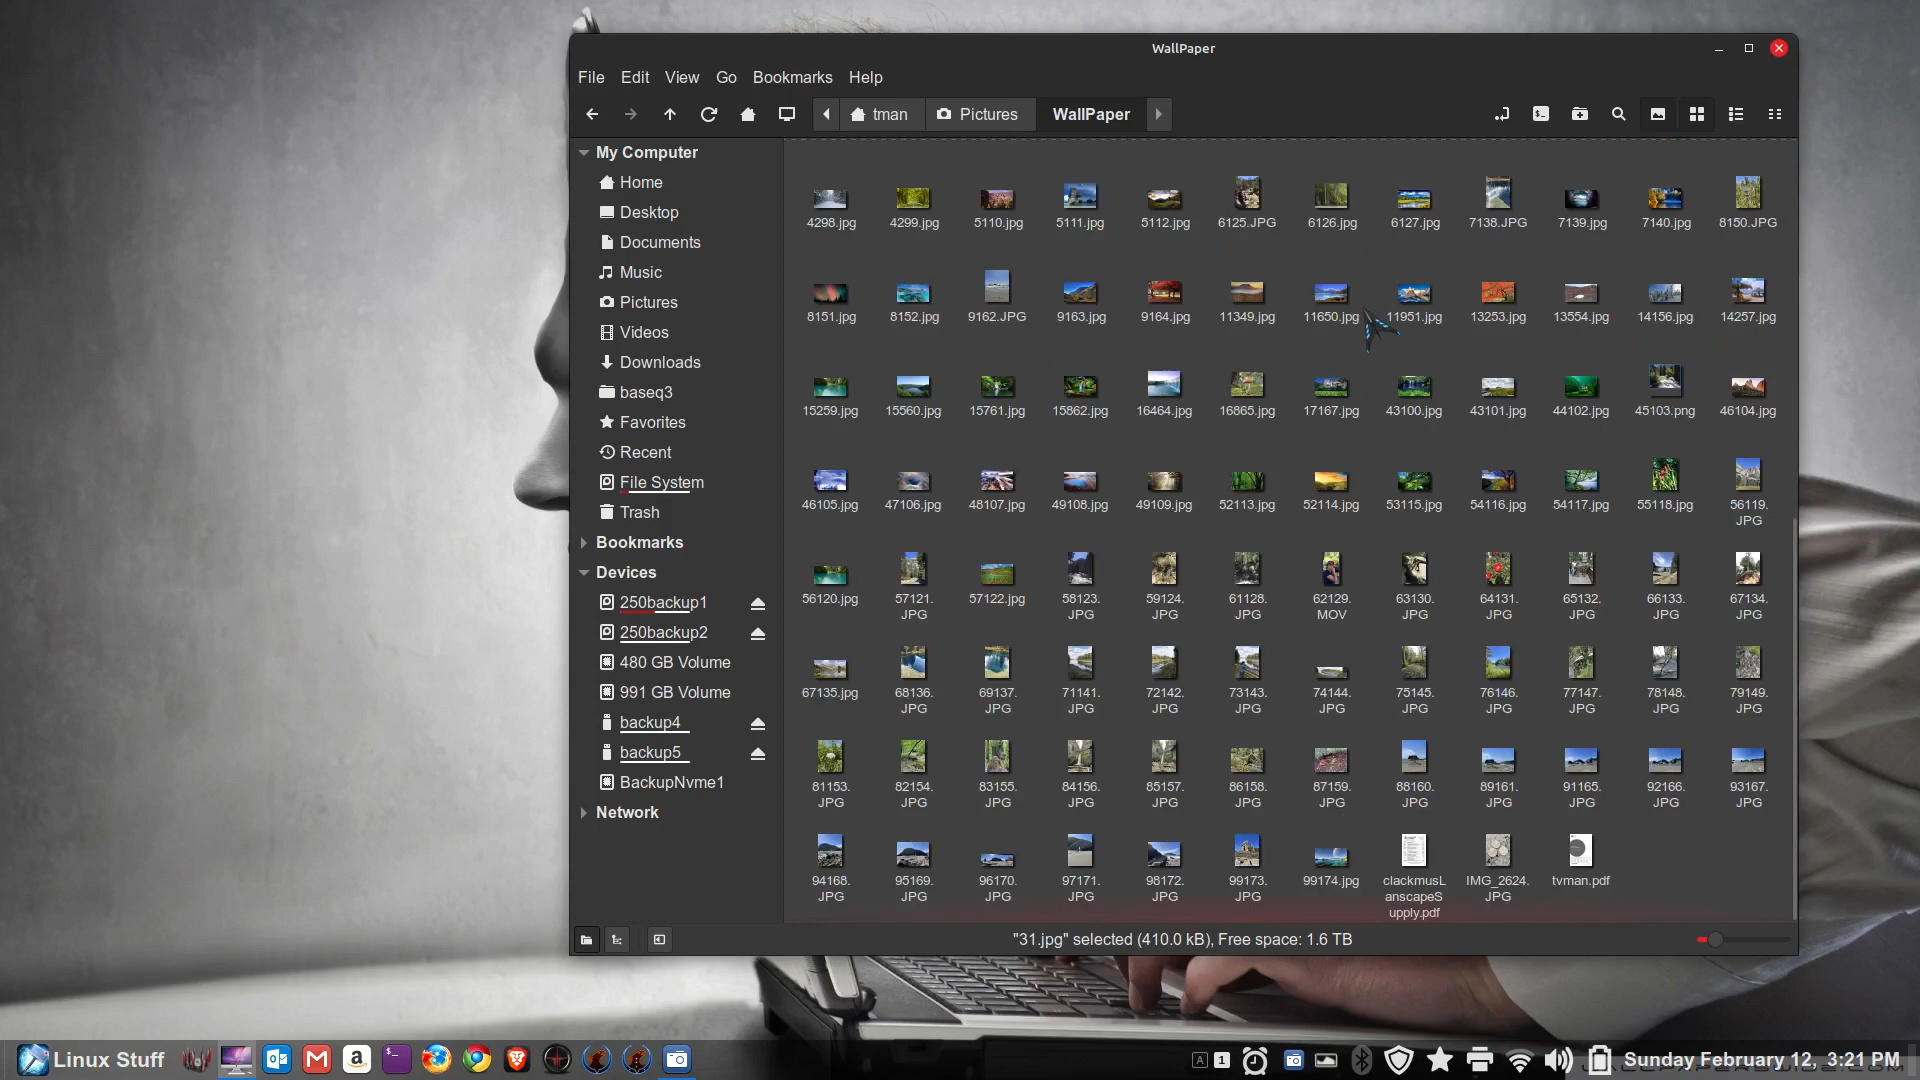 WallPaper
File Edit View Go Bookmarks Help
tman Pictures WallPaper
My Computer
Home
Desktop
Documents
Music
Pictures
Videos
Downloads
baseq3
Favorites
Recent
File System
Trash
Bookmarks
Devices
250backup1
250backup2
480 GB Volume
991 GB Volume
backup4
backup5
BackupNvme1
Network
4298.jpg 4299.jpg 5110.jpg 5111.jpg 5112.jpg 6125.JPG 6126.jpg 6127.jpg 7138.JPG 7139.jpg 7140.jpg 8150.JPG
8151.jpg 8152.jpg 9162.JPG 9163.jpg 9164.jpg 11349.jpg 11650.jpg 11951.jpg 13253.jpg 13554.jpg 14156.jpg 14257.jpg
15259.jpg 15560.jpg 15761.jpg 15862.jpg 16464.jpg 16865.jpg 17167.jpg 43100.jpg 43101.jpg 44102.jpg 45103.png 46104.jpg
46105.jpg 47106.jpg 48107.jpg 49108.jpg 49109.jpg 52113.jpg 52114.jpg 53115.jpg 54116.jpg 54117.jpg 55118.jpg 56119.
JPG
56120.jpg 57121. 57122.jpg 58123. 59124. 61128. 62129. 63130. 64131. 65132. 66133. 67134.
JPG JPG JPG JPG MOV JPG JPG JPG JPG JPG
67135.jpg 68136. 69137. 71141. 72142. 73143. 74144. 75145. 76146. 77147. 78148. 79149.
JPG JPG JPG JPG JPG JPG JPG JPG JPG JPG JPG
81153. 82154. 83155. 84156. 85157. 86158. 87159. 88160. 89161. 91165. 92166. 93167.
JPG JPG JPG JPG JPG JPG JPG JPG JPG JPG JPG JPG
94168. 95169. 96170. 97171. 98172. 99173. 99174.jpg clackmusL IMG_2624. tvman.pdf
JPG JPG JPG JPG JPG JPG anscapeS JPG
upply.pdf
"31.jpg" selected (410.0 kB), Free space: 1.6 TB
Linux Stuff A 1 Sunday February 12, 3:21 PM